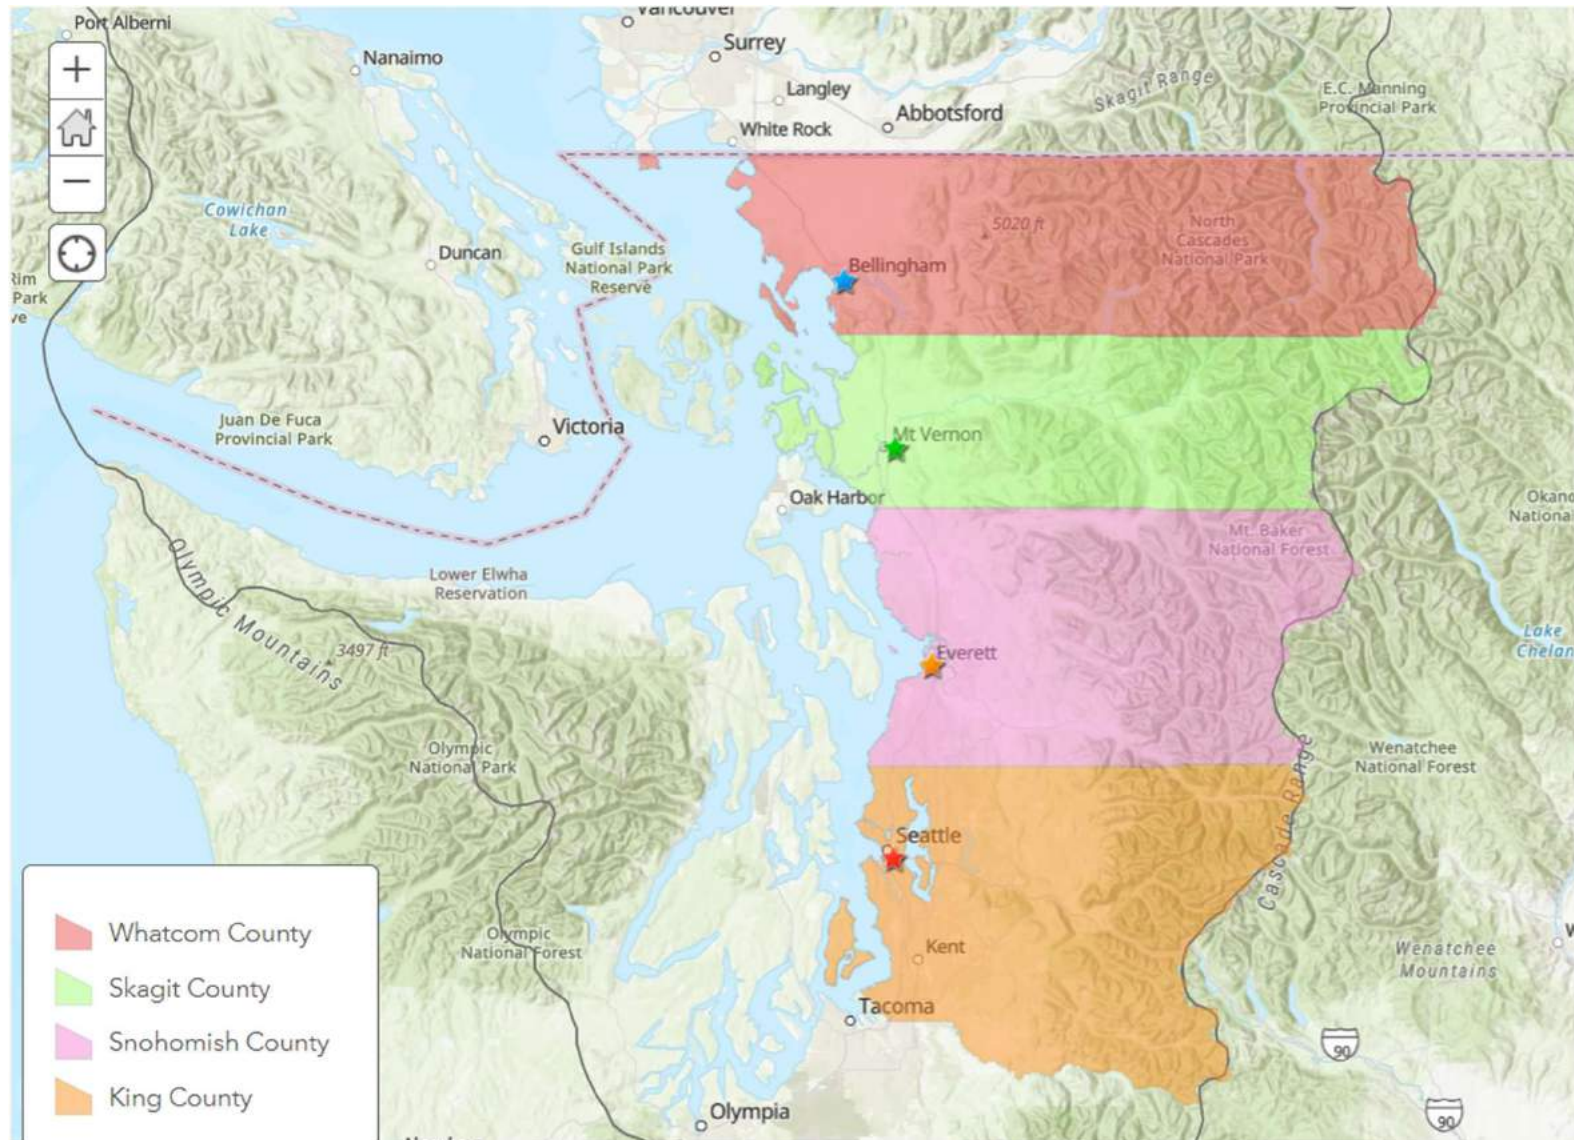 Vancouver
Port Alberni
Surrey
Nanaimo
Langley
Abbotsford
Skagit Range
E.C. Manning
Provincial Park
White Rock
Cowichan
Lake
5020 ft
North
Cascades
National Park
Duncan
Gulf Islands
National Park
Reserve
Bellingham
Rim
Park
ve
Juan De Fuca
Provincial Park
Victoria
Mt Vernon
Oak Harbor
Okano
National
Mt. Baker
National Forest
Olympic Mountains
Lower Elwha
Reservation
3497 ft
Everett
Lake
Chelan
Olympic
National Park
Wenatchee
National Forest
Cascade Range
Seattle
Olympic
National Forest
Kent
Wenatchee
Mountains
W
Tacoma
90
Olympia
90
Whatcom County
Skagit County
Snohomish County
King County